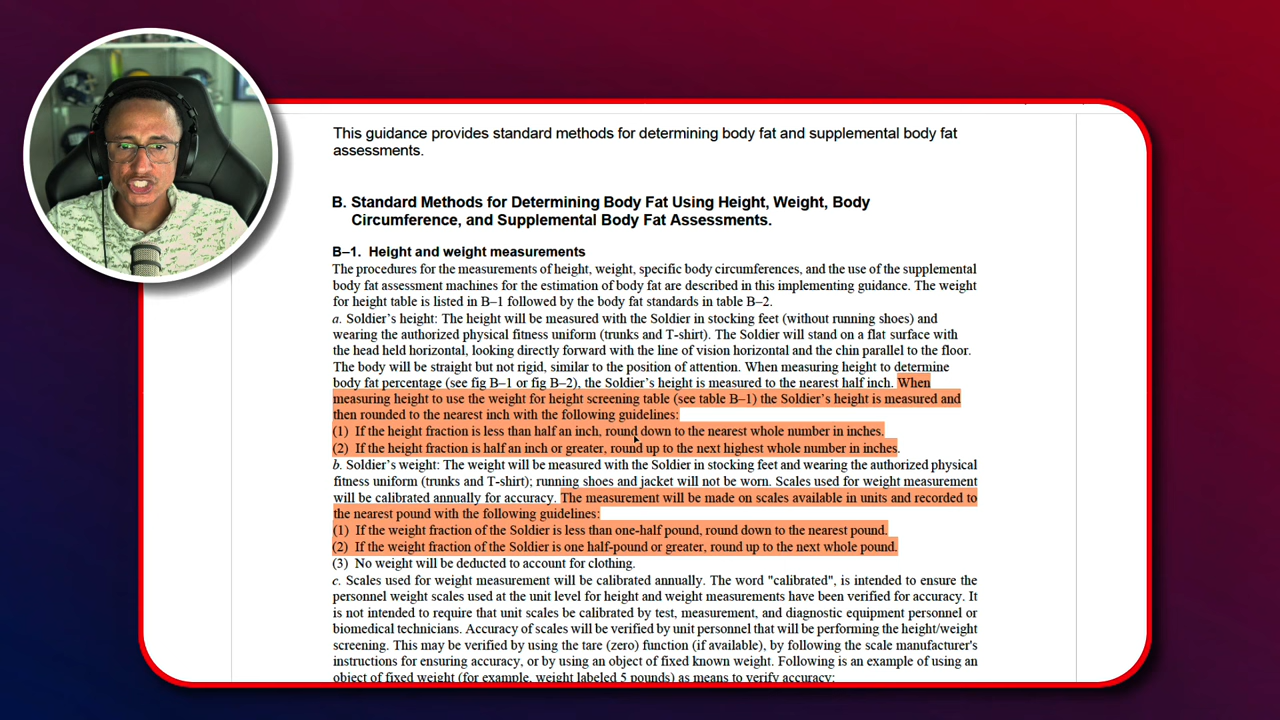 This guidance provides standard methods for determining body fat and supplemental body fat
assessments.
B. Standard Methods for Determining Body Fat Using Height, Weight, Body
Circumference, and Supplemental Body Fat Assessments.
B–1. Height and weight measurements
The procedures for the measurements of height, weight, specific body circumferences, and the use of the supplemental
body fat assessment machines for the estimation of body fat are described in this implementing guidance. The weight
for height table is listed in B–1 followed by the body fat standards in table B–2.
a. Soldier's height: The height will be measured with the Soldier in stocking feet (without running shoes) and
wearing the authorized physical fitness uniform (trunks and T-shirt). The Soldier will stand on a flat surface with
the head held horizontal, looking directly forward with the line of vision horizontal and the chin parallel to the floor.
The body will be straight but not rigid, similar to the position of attention. When measuring height to determine
body fat percentage (see fig B–1 or fig B–2), the Soldier's height is measured to the nearest half inch. When
measuring height to use the weight for height screening table (see table B–1) the Soldier's height is measured and
then rounded to the nearest inch with the following guidelines:
(1) If the height fraction is less than half an inch, round down to the nearest whole number in inches.
(2) If the height fraction is half an inch or greater, round up to the next highest whole number in inches.
b. Soldier's weight: The weight will be measured with the Soldier in stocking feet and wearing the authorized physical
fitness uniform (trunks and T-shirt); running shoes and jacket will not be worn. Scales used for weight measurement
will be calibrated annually for accuracy. The measurement will be made on scales available in units and recorded to
the nearest pound with the following guidelines:
(1) If the weight fraction of the Soldier is less than one-half pound, round down to the nearest pound.
(2) If the weight fraction of the Soldier is one half-pound or greater, round up to the next whole pound.
(3) No weight will be deducted to account for clothing.
c. Scales used for weight measurement will be calibrated annually. The word "calibrated", is intended to ensure the
personnel weight scales used at the unit level for height and weight measurements have been verified for accuracy. It
is not intended to require that unit scales be calibrated by test, measurement, and diagnostic equipment personnel or
biomedical technicians. Accuracy of scales will be verified by unit personnel that will be performing the height/weight
screening. This may be verified by using the tare (zero) function (if available), by following the scale manufacturer's
instructions for ensuring accuracy, or by using an object of fixed known weight. Following is an example of using an
object of fixed weight (for example, weight labeled 5 pounds) as means to verify accuracy: